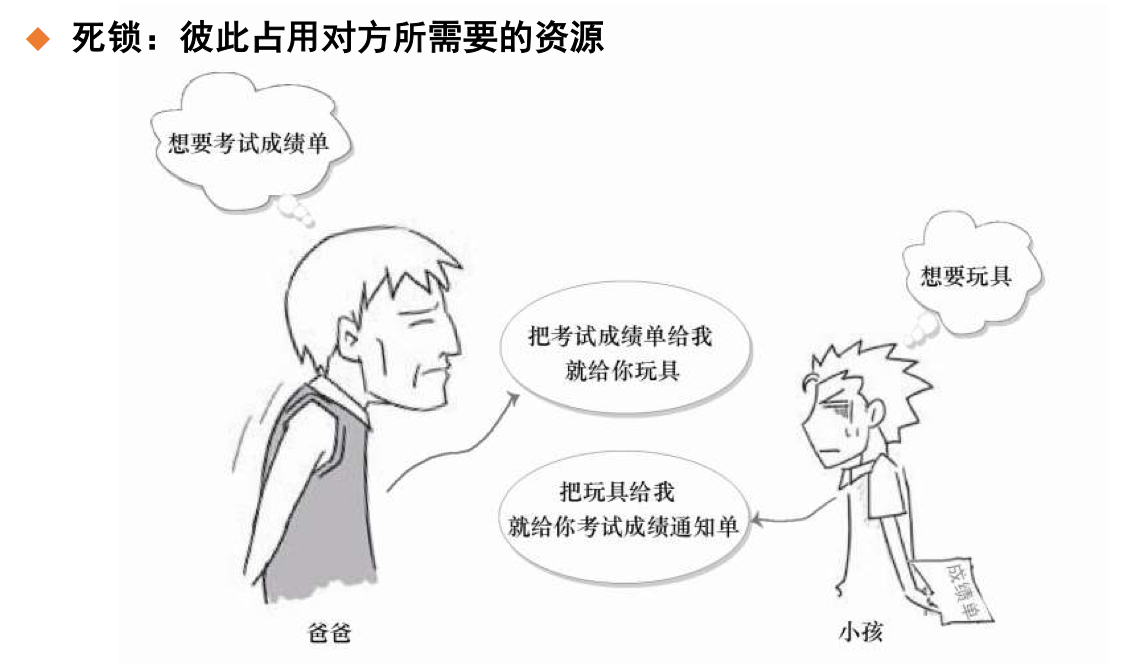 死锁：彼此占用对方所需要的资源
想要考试成绩单
想要玩具
把考试成绩单给我
就给你玩具
把玩具给我
就给你考试成绩通知单
成绩单
爸爸
小孩